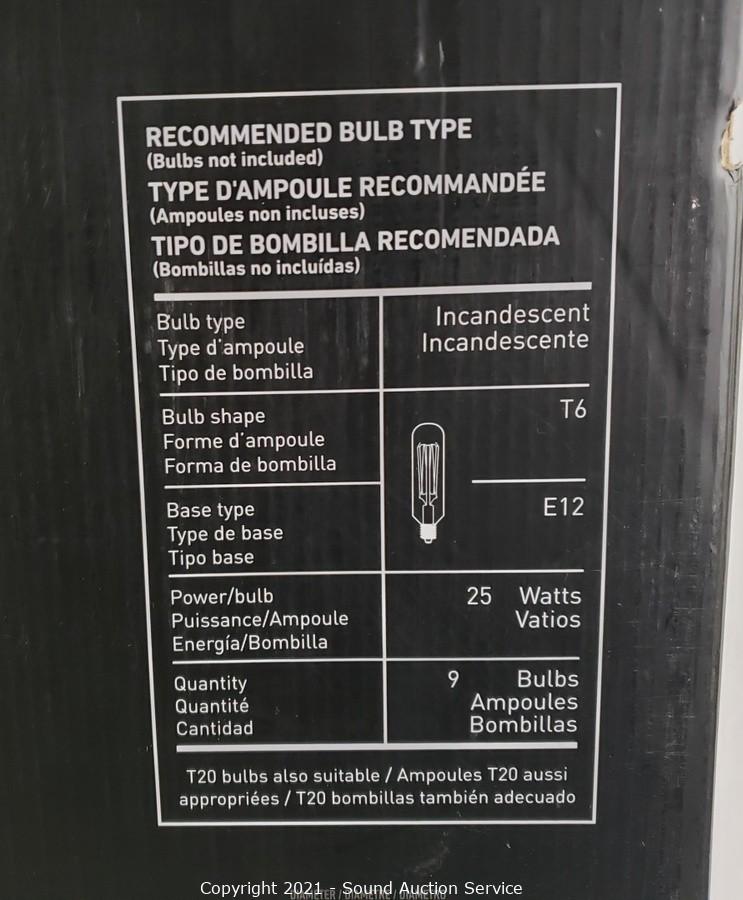 RECOMMENDED BULB TYPE
(Bulbs not included)
TYPE D'AMPOULE RECOMMANDÉE
(Ampoules non incluses)
TIPO DE BOMBILLA RECOMENDADA
(Bombillas no incluídas)
Bulb type
Type d'ampoule
Tipo de bombilla
Incandescent
Incandescente
Bulb shape
Forme d'ampoule
Forma de bombilla
T6
Base type
Type de base
Tipo base
E12
Power/bulb
Puissance/Ampoule
Energía/Bombilla
25 Watts
Vatios
Quantity
Quantité
Cantidad
9 Bulbs
Ampoules
Bombillas
T20 bulbs also suitable / Ampoules T20 aussi
appropriées / T20 bombillas también adecuado
Copyright 2021 - Sound Auction Service
DIAMETER / DIAMÈTRE / DIÁMETRO